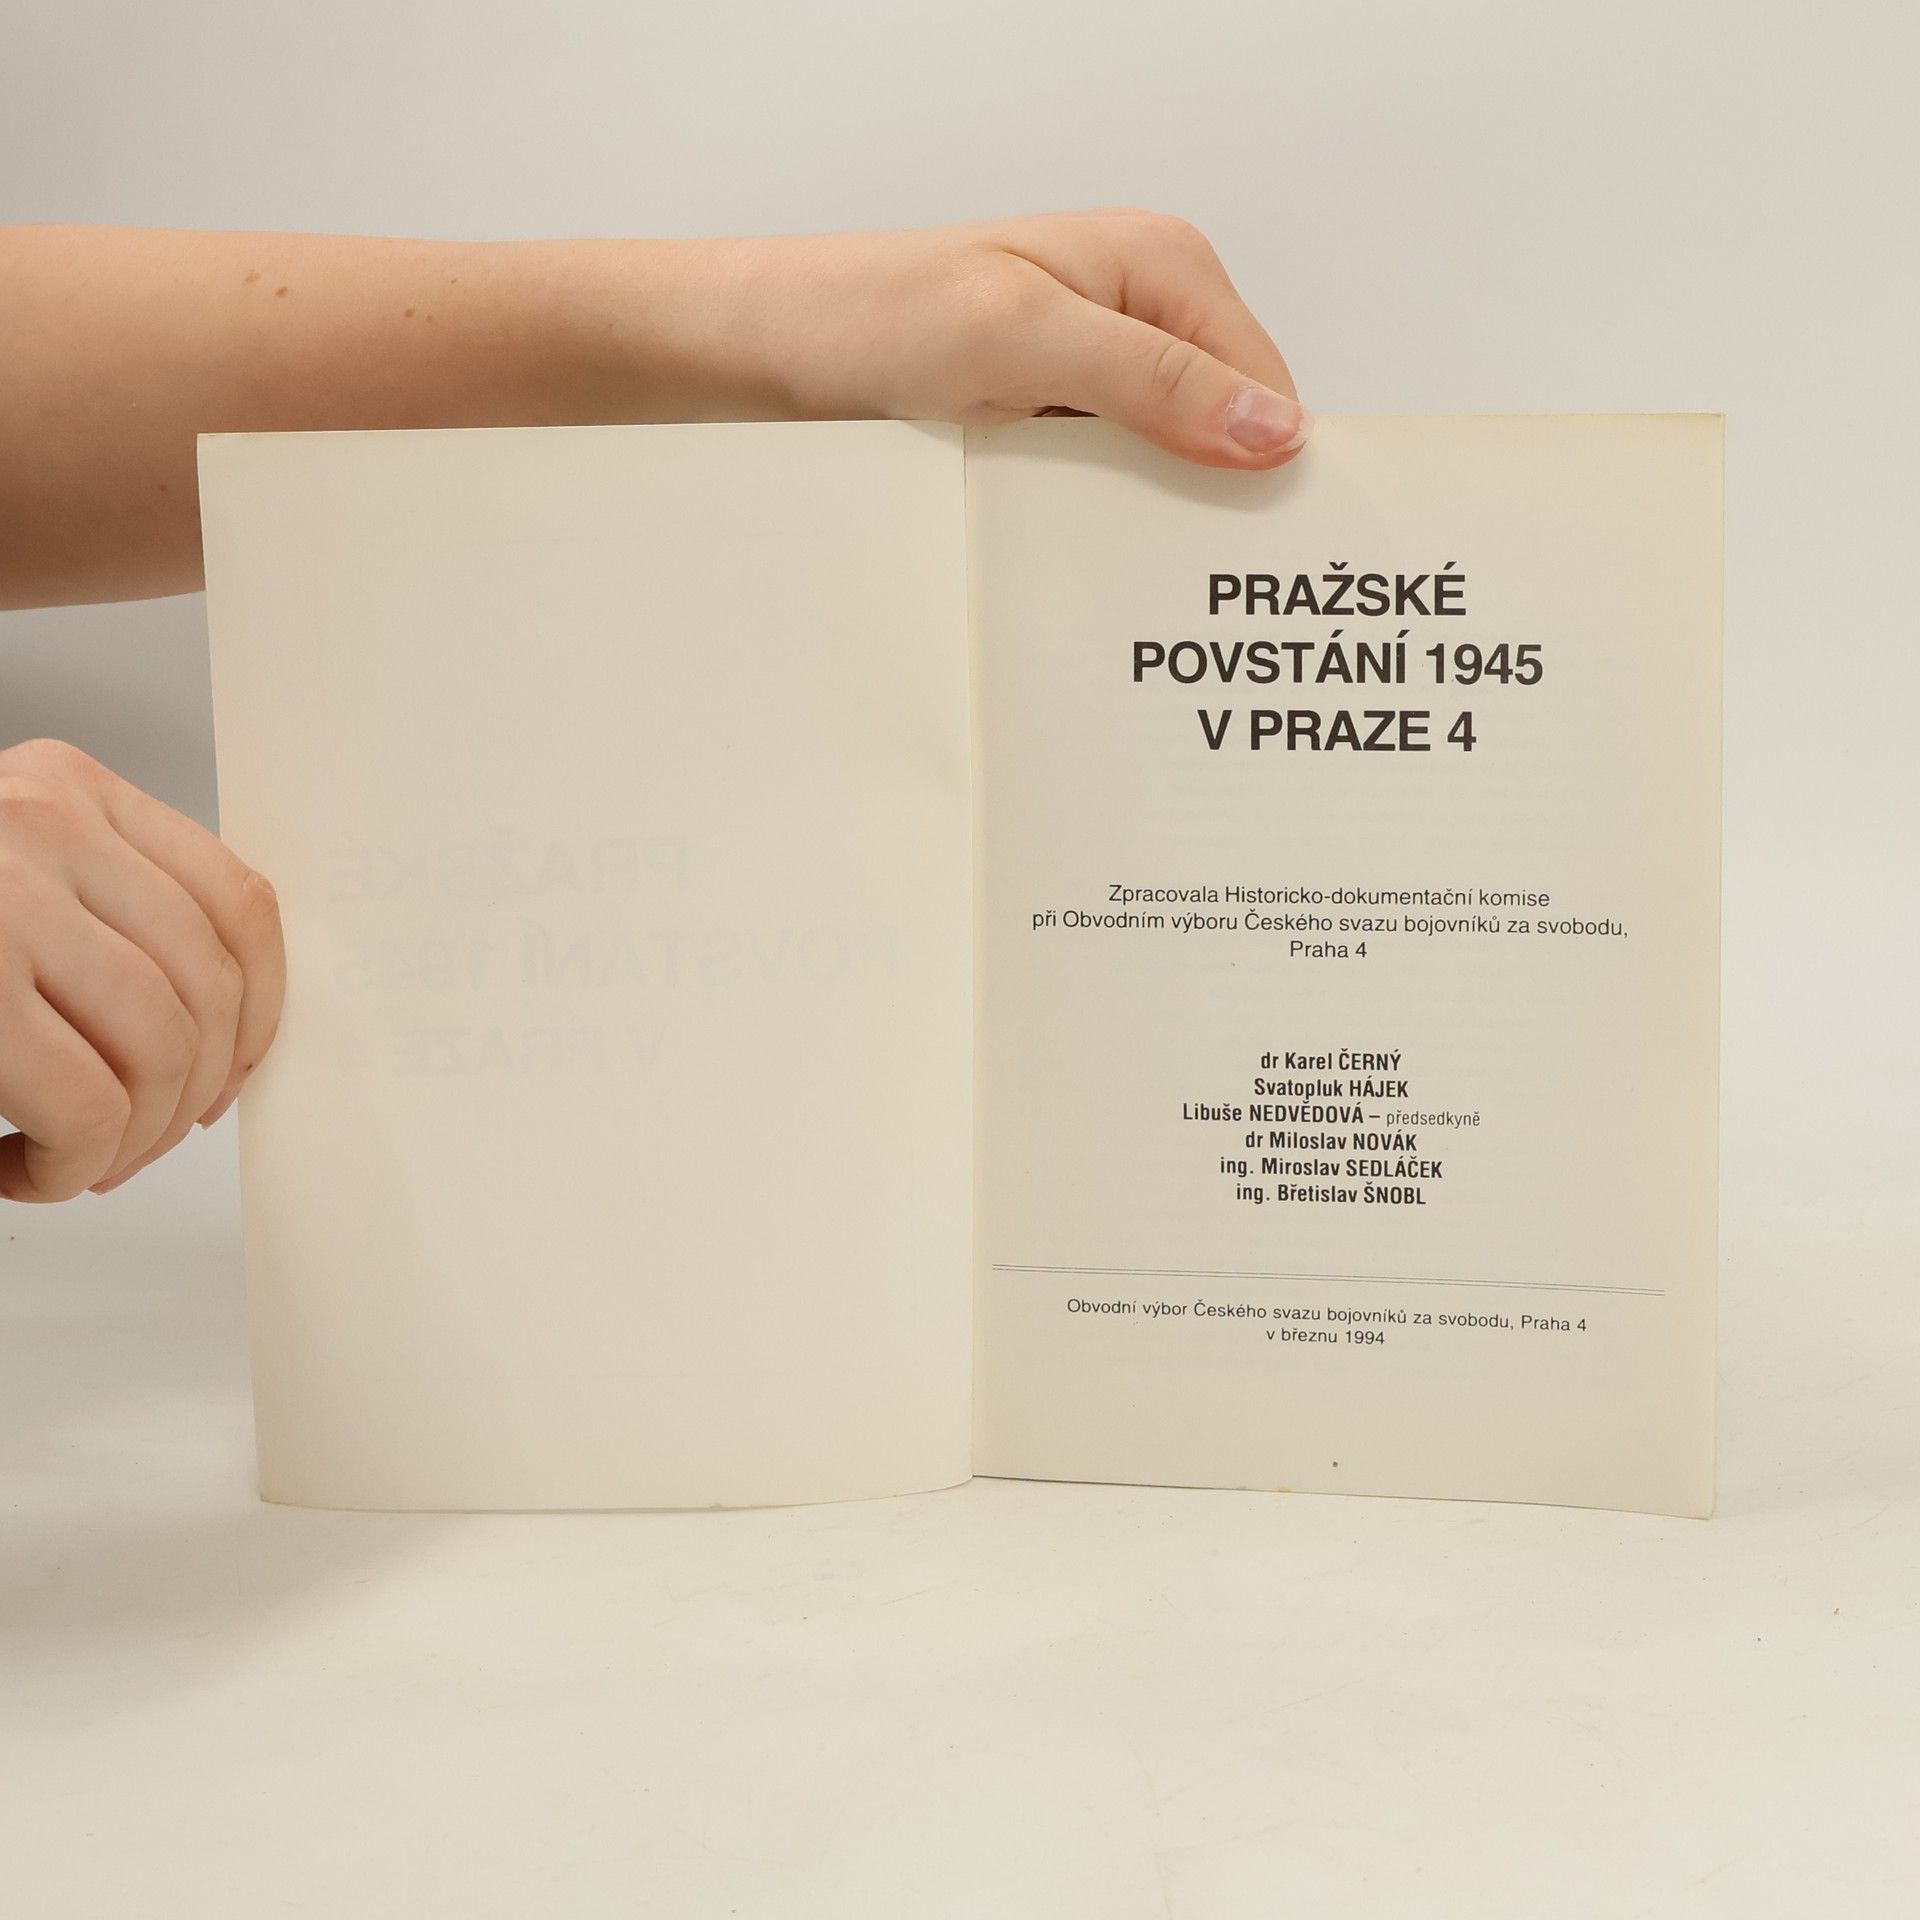 PRAŽSKÉ
POVSTÁNÍ 1945
V PRAZE 4
Zpracovala Historicko-dokumentační komise
při Obvodním výboru Českého svazu bojovníků za svobodu,
Praha 4
dr Karel ČERNÝ
Svatopluk HÁJEK
Libuše NEDVĚDOVÁ – předsedkyně
dr Miloslav NOVÁK
ing. Miroslav SEDLÁČEK
ing. Břetislav ŠNOBL
Obvodní výbor Českého svazu bojovníků za svobodu, Praha 4
v březnu 1994